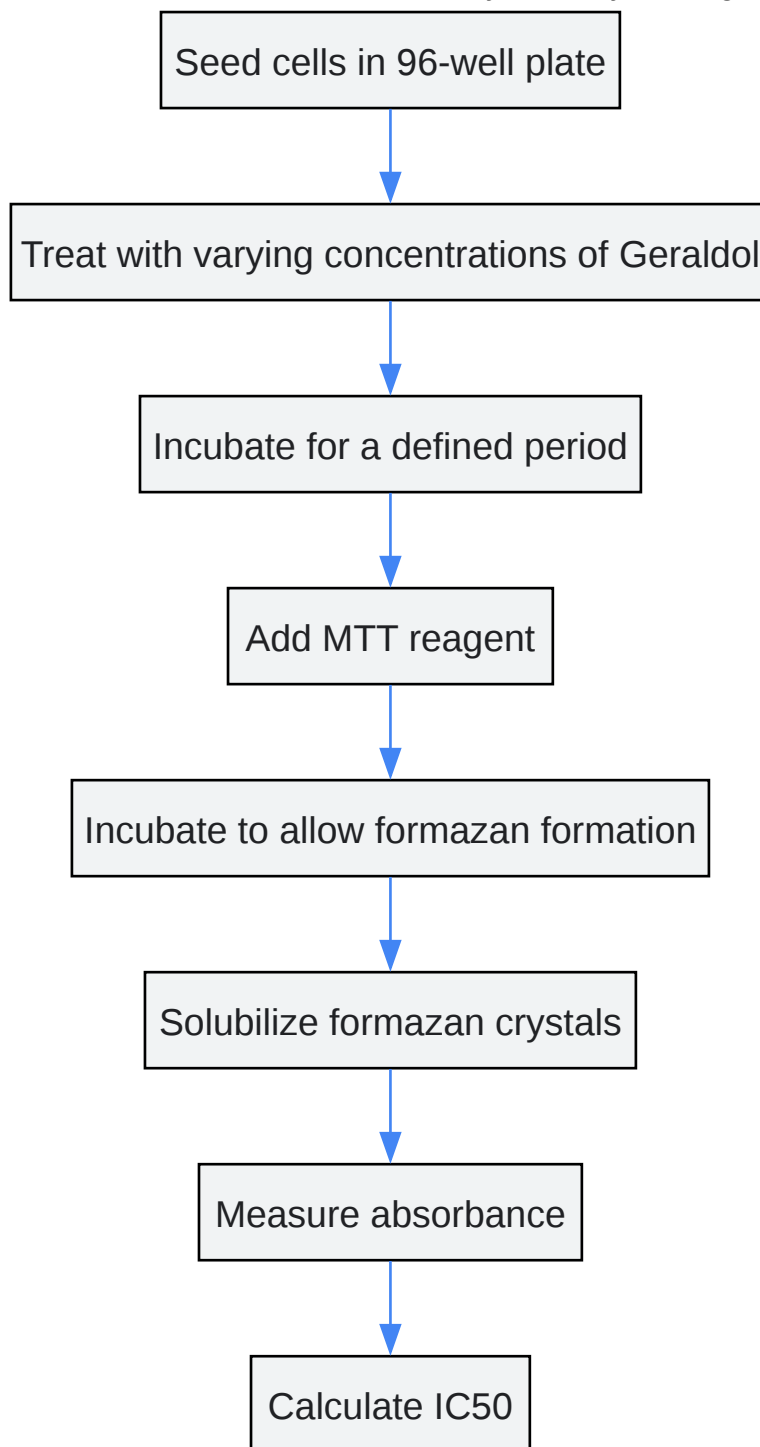 Seed cells in 96-well plate
Treat with varying concentrations of Geraldol
Incubate for a defined period
Add MTT reagent
Incubate to allow formazan formation
Solubilize formazan crystals
Measure absorbance
Calculate IC50